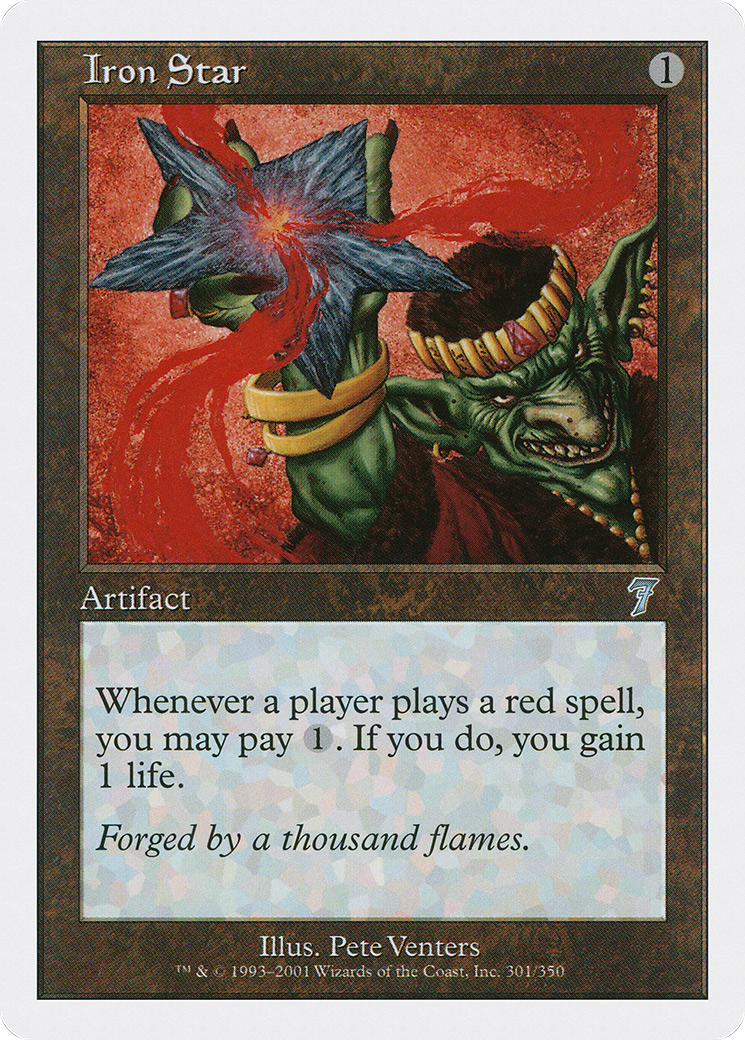 Iron Star 1
Artifact 7
Whenever a player plays a red spell,
you may pay 1. If you do, you gain
1 life.
Forged by a thousand flames.
Illus. Pete Venters
™ & © 1993–2001 Wizards of the Coast, Inc. 301/350